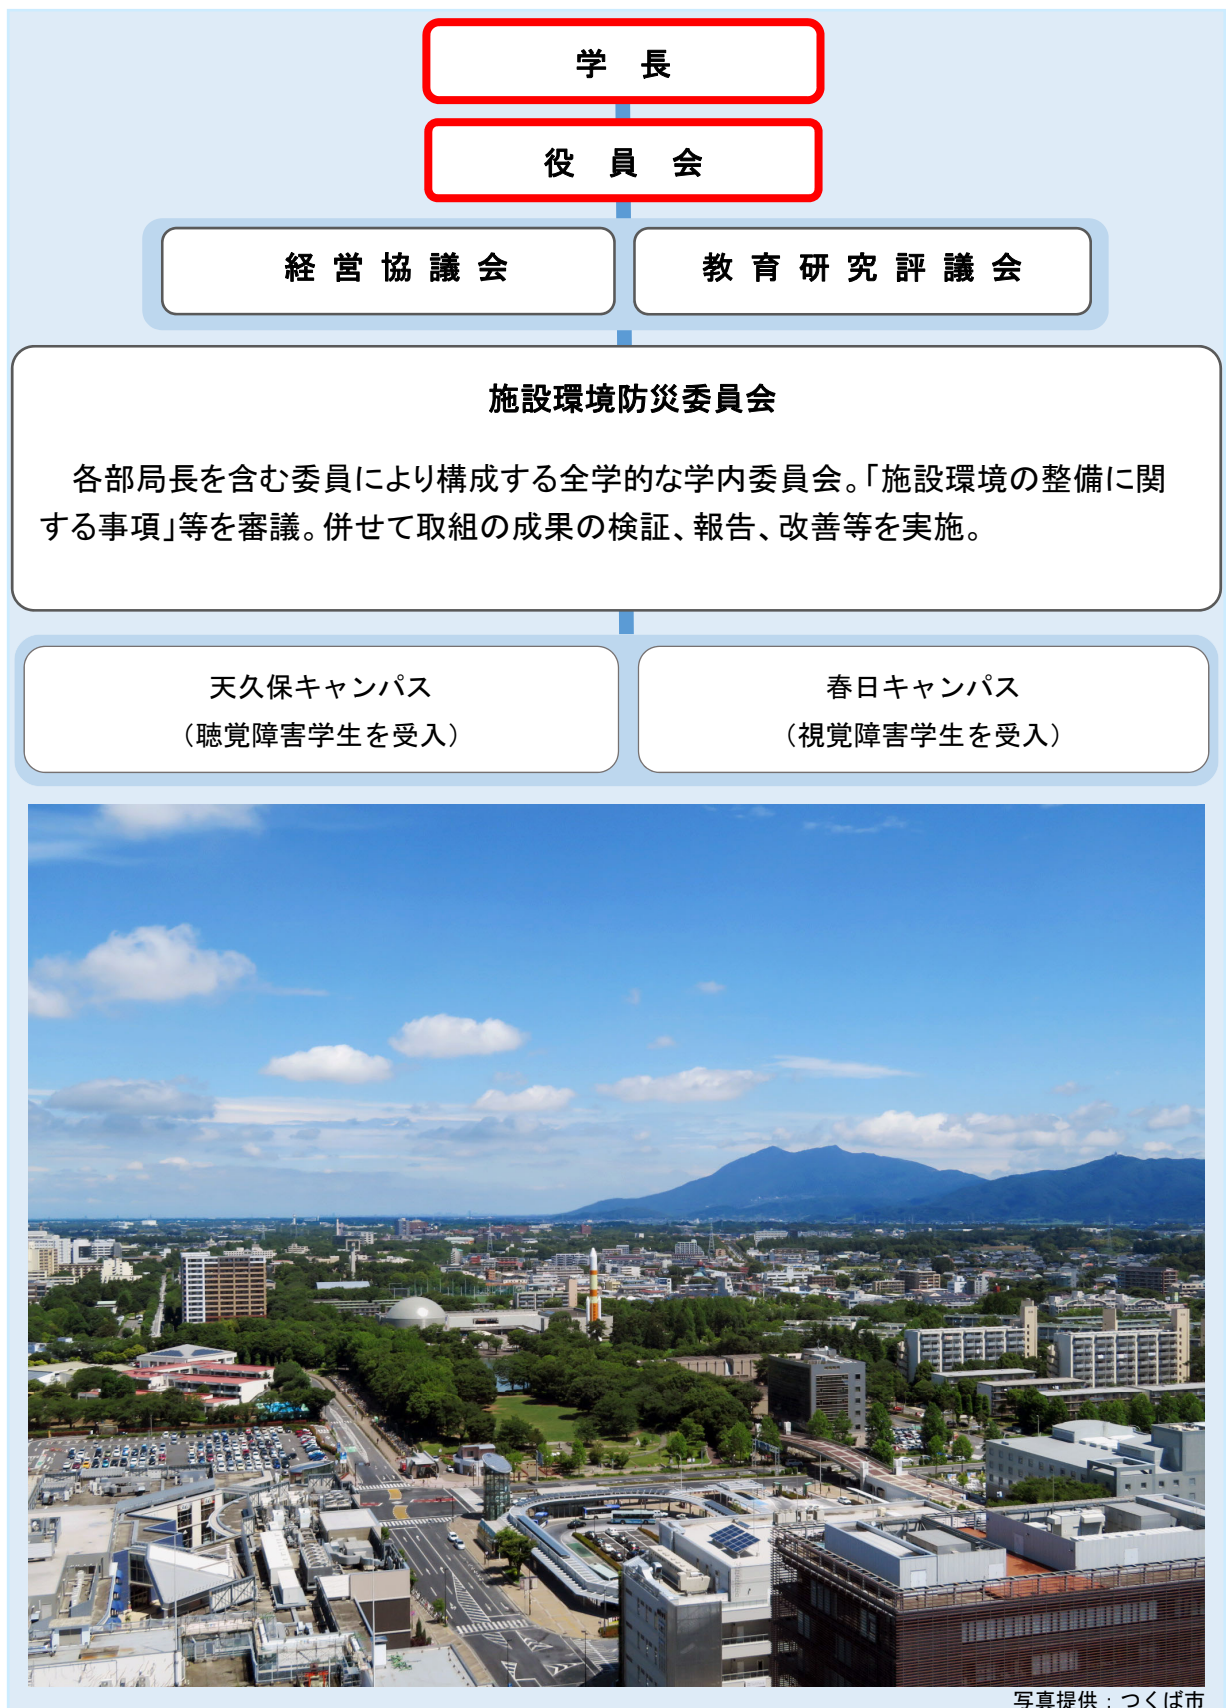 学 長
役 員 会
経 営 協 議 会
教 育 研 究 評 議 会
施設環境防災委員会
各部局長を含む委員により構成する全学的な学内委員会。「施設環境の整備に関
する事項」等を審議。併せて取組の成果の検証、報告、改善等を実施。
天久保キャンパス
（聴覚障害学生を受入）
春日キャンパス
（視覚障害学生を受入）
写真提供：つくば市